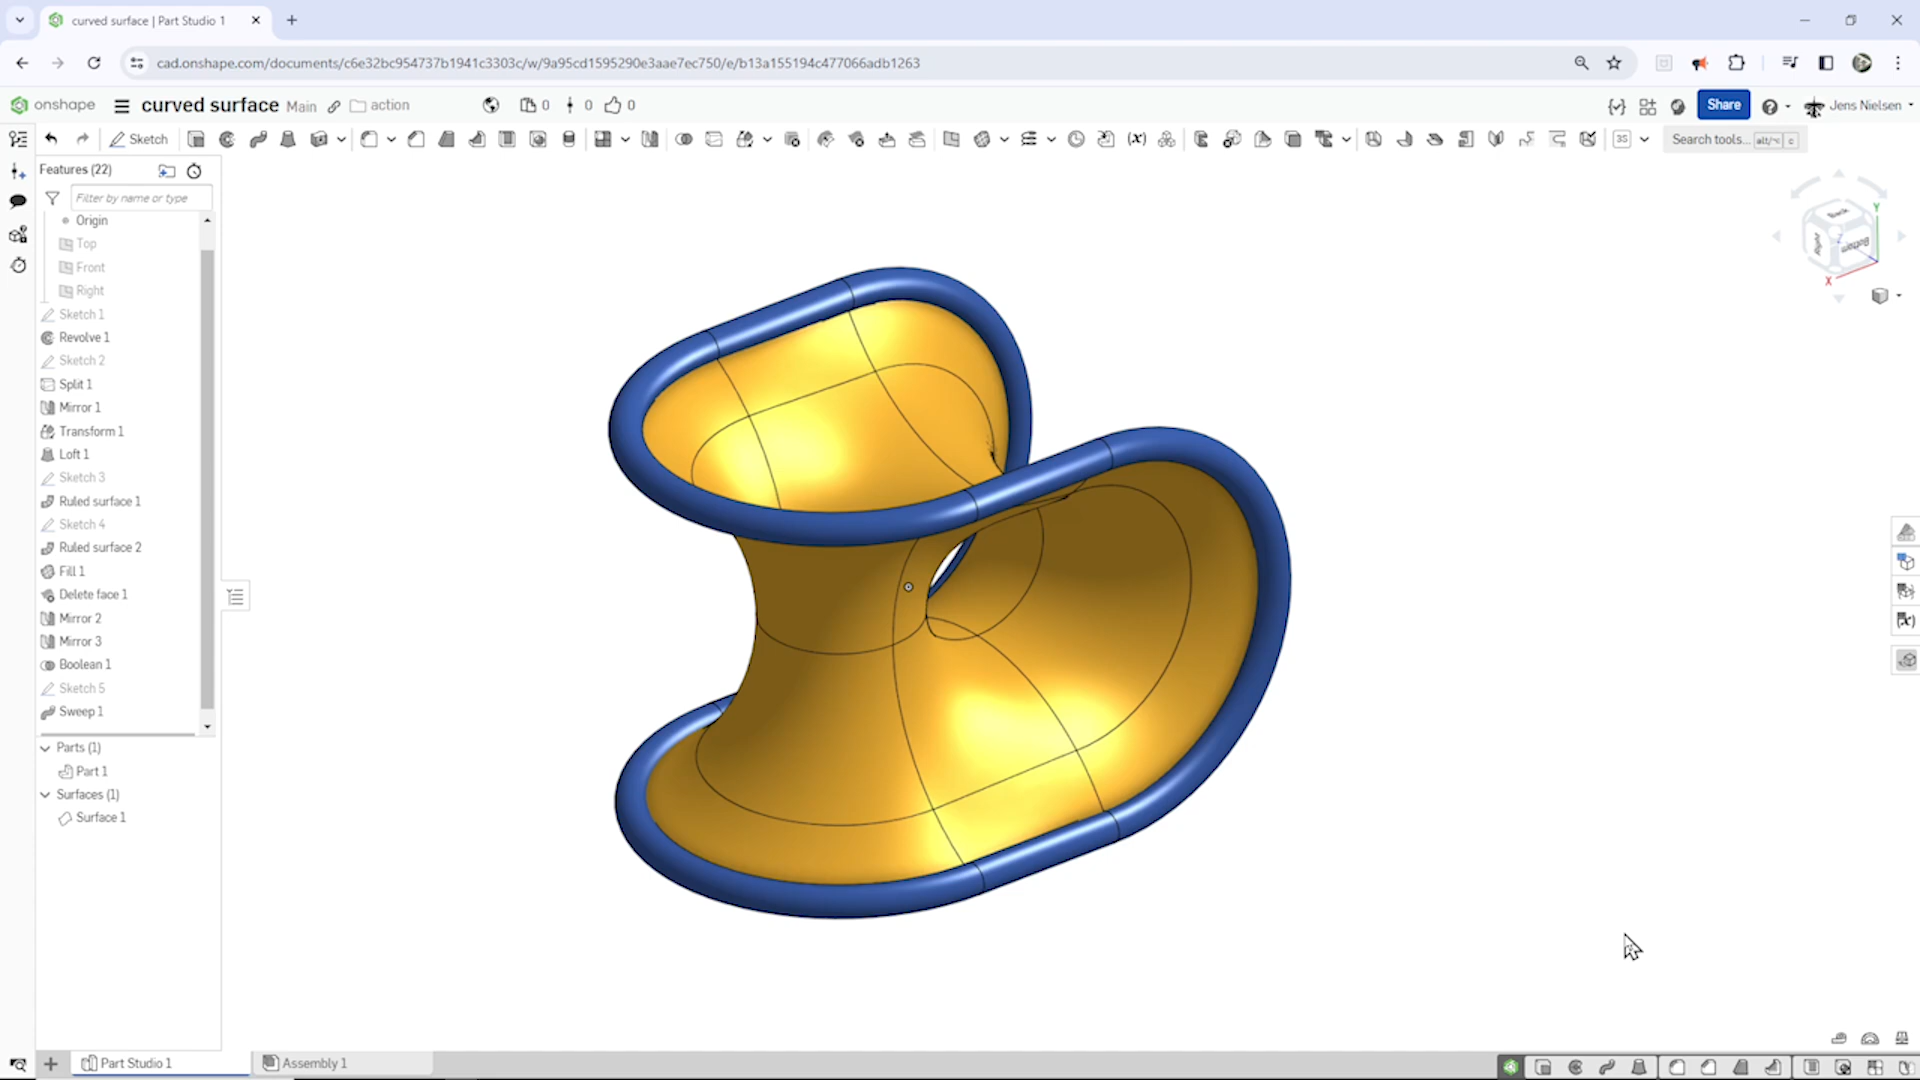 curved surface | Part Studio 1
cad.onshape.com/documents/c6e32bc954737b1941c3303c/w/9a95cd1595290e3aae7ec750/e/b13a155194c477066adb1263
onshape curved surface Main action 0 0 0 Share Jens Nielsen
Sketch (x) 3S Search tools... alt/⌥ c
Features (22)
Filter by name or type
Origin
Top
Front
Right
Sketch 1
Revolve 1
Sketch 2
Split 1
Mirror 1
Transform 1
Loft 1
Sketch 3
Ruled surface 1
Sketch 4
Ruled surface 2
Fill 1
Delete face 1
Mirror 2
Mirror 3
Boolean 1
Sketch 5
Sweep 1
Parts (1)
Part 1
Surfaces (1)
Surface 1
Back
Right
Bottom
Y
Z
X
(x)
Part Studio 1
Assembly 1